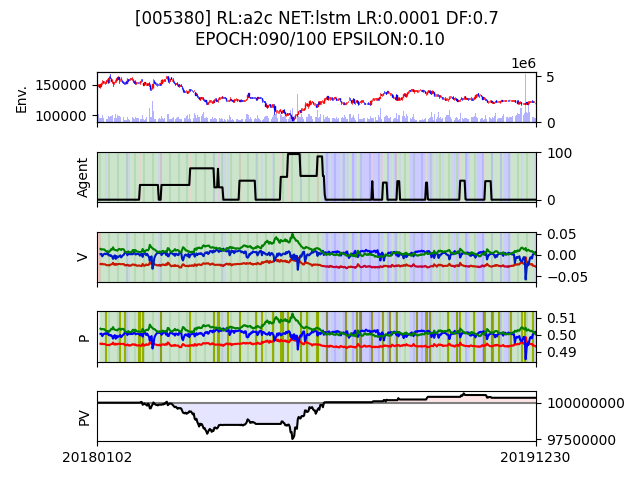 [005380] RL:a2c NET:lstm LR:0.0001 DF:0.7
EPOCH:090/100 EPSILON:0.10
1e6
Env.
150000
100000
5
0
Agent
100
0
V
0.05
0.00
−0.05
P
0.51
0.50
0.49
PV
100000000
97500000
20180102
20191230